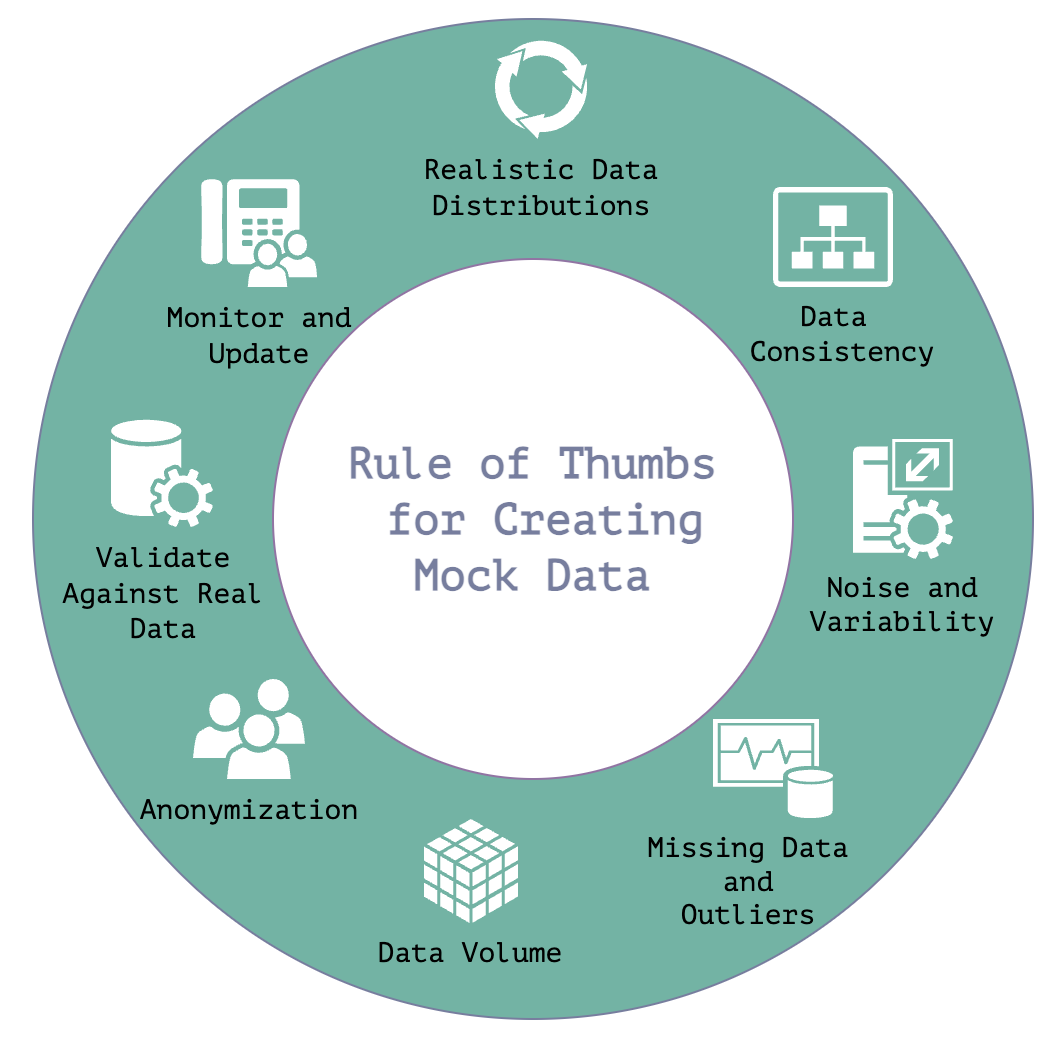 Rule of Thumbs
for Creating
Mock Data
Realistic Data
Distributions
Data
Consistency
Noise and
Variability
Missing Data
and
Outliers
Data Volume
Anonymization
Validate
Against Real
Data
Monitor and
Update